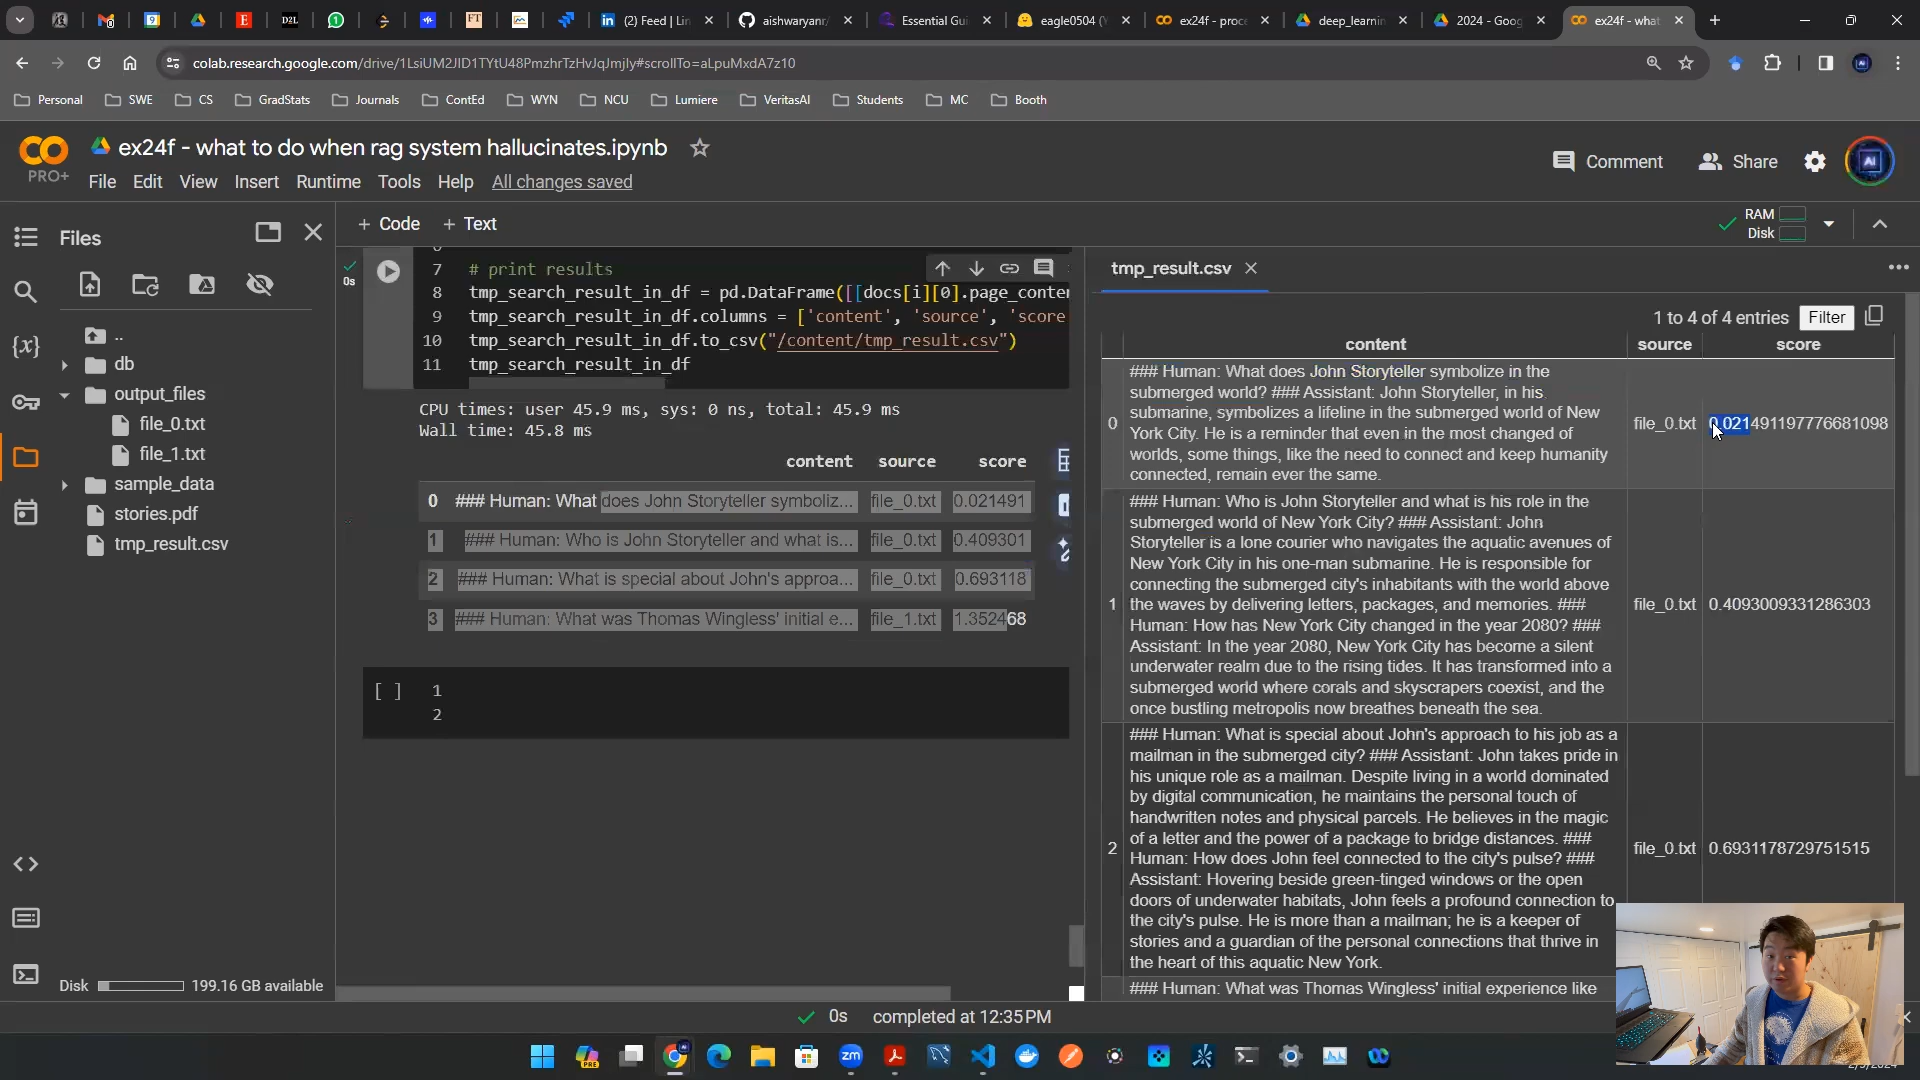 (2) Feed | Lin
aishwaryanr/
Essential Gui
eagle0504 (Y
ex24f - proce
deep_learnin
2024 - Goog
ex24f - what
colab.research.google.com/drive/1LsiUM2JlD1TYtU48PmzhrTzHvJqJmjly#scrollTo=aLpuMxdA7z10
Personal SWE CS GradStats Journals ContEd WYN NCU Lumiere VeritasAI Students MC Booth
ex24f - what to do when rag system hallucinates.ipynb
PRO+
File Edit View Insert Runtime Tools Help All changes saved
Comment Share
+ Code + Text
RAM
Disk
Files
..
db
output_files
file_0.txt
file_1.txt
sample_data
stories.pdf
tmp_result.csv
Disk 199.16 GB available
0s
7 # print results
8 tmp_search_result_in_df = pd.DataFrame([[docs[i][0].page_conten
9 tmp_search_result_in_df.columns = ['content', 'source', 'score
10 tmp_search_result_in_df.to_csv("/content/tmp_result.csv")
11 tmp_search_result_in_df
CPU times: user 45.9 ms, sys: 0 ns, total: 45.9 ms
Wall time: 45.8 ms
content source score
0 ### Human: What does John Storyteller symboliz... file_0.txt 0.021491
1 ### Human: Who is John Storyteller and what is... file_0.txt 0.409301
2 ### Human: What is special about John's approa... file_0.txt 0.693118
3 ### Human: What was Thomas Wingless' initial e... file_1.txt 1.352468
[ ] 1
2
tmp_result.csv
1 to 4 of 4 entries Filter
content source score
### Human: What does John Storyteller symbolize in the
submerged world? ### Assistant: John Storyteller, in his
submarine, symbolizes a lifeline in the submerged world of New
0 York City. He is a reminder that even in the most changed of file_0.txt 0.021491197776681098
worlds, some things, like the need to connect and keep humanity
connected, remain ever the same.
### Human: Who is John Storyteller and what is his role in the
submerged world of New York City? ### Assistant: John
Storyteller is a lone courier who navigates the aquatic avenues of
New York City in his one-man submarine. He is responsible for
connecting the submerged city's inhabitants with the world above
1 the waves by delivering letters, packages, and memories. ### file_0.txt 0.4093009331286303
Human: How has New York City changed in the year 2080? ###
Assistant: In the year 2080, New York City has become a silent
underwater realm due to the rising tides. It has transformed into a
submerged world where corals and skyscrapers coexist, and the
once bustling metropolis now breathes beneath the sea.
### Human: What is special about John's approach to his job as a
mailman in the submerged city? ### Assistant: John takes pride in
his unique role as a mailman. Despite living in a world dominated
by digital communication, he maintains the personal touch of
handwritten notes and physical parcels. He believes in the magic
of a letter and the power of a package to bridge distances. ###
2 Human: How does John feel connected to the city's pulse? ### file_0.txt 0.6931178729751515
Assistant: Hovering beside green-tinged windows or the open
doors of underwater habitats, John feels a profound connection to
the city's pulse. He is more than a mailman; he is a keeper of
stories and a guardian of the personal connections that thrive in
the heart of this aquatic New York.
### Human: What was Thomas Wingless' initial experience like
0s completed at 12:35 PM